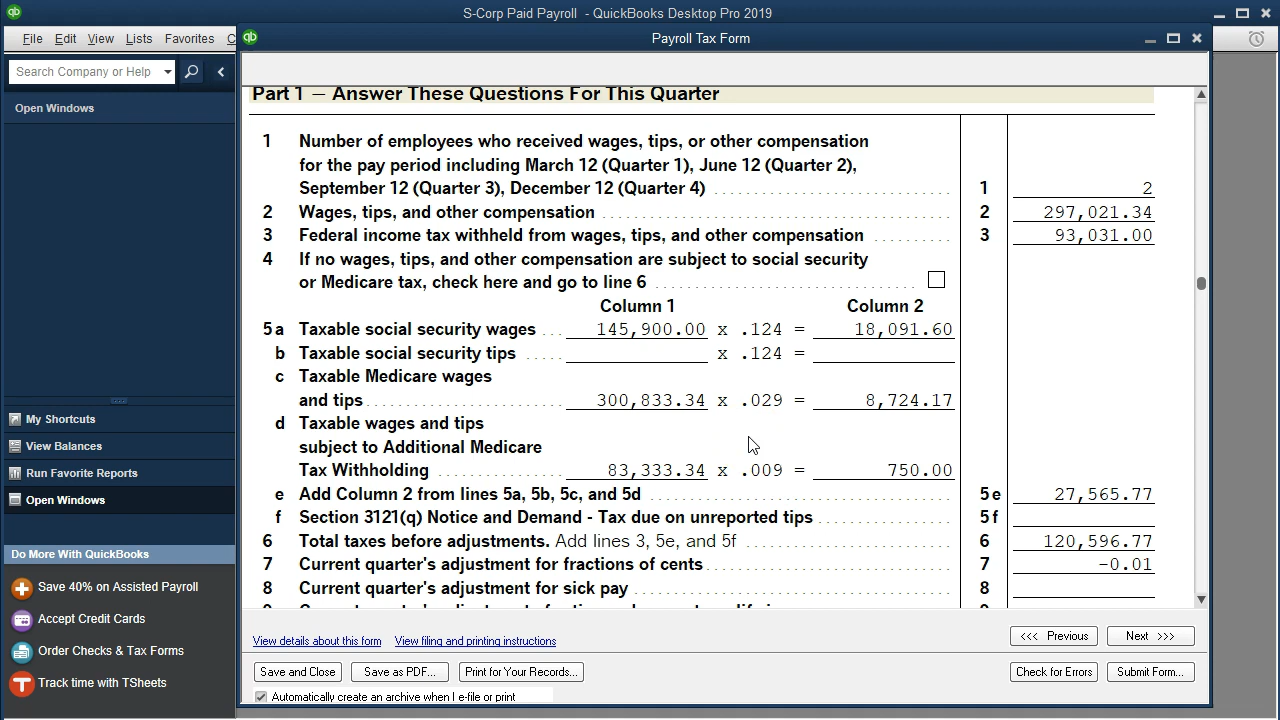 S-Corp Paid Payroll - QuickBooks Desktop Pro 2019
File Edit View Lists Favorites
Payroll Tax Form
Search Company or Help
Open Windows
Part 1 – Answer These Questions For This Quarter
1 Number of employees who received wages, tips, or other compensation
for the pay period including March 12 (Quarter 1), June 12 (Quarter 2),
September 12 (Quarter 3), December 12 (Quarter 4) 1 2
2 Wages, tips, and other compensation 2 297,021.34
3 Federal income tax withheld from wages, tips, and other compensation 3 93,031.00
4 If no wages, tips, and other compensation are subject to social security
or Medicare tax, check here and go to line 6
Column 1 Column 2
5 a Taxable social security wages 145,900.00 x .124 = 18,091.60
b Taxable social security tips x .124 =
c Taxable Medicare wages
and tips 300,833.34 x .029 = 8,724.17
d Taxable wages and tips
subject to Additional Medicare
Tax Withholding 83,333.34 x .009 = 750.00
e Add Column 2 from lines 5a, 5b, 5c, and 5d 5e 27,565.77
f Section 3121(q) Notice and Demand - Tax due on unreported tips 5f
6 Total taxes before adjustments. Add lines 3, 5e, and 5f 6 120,596.77
7 Current quarter's adjustment for fractions of cents 7 -0.01
8 Current quarter's adjustment for sick pay 8
My Shortcuts
View Balances
Run Favorite Reports
Open Windows
Do More With QuickBooks
Save 40% on Assisted Payroll
Accept Credit Cards
Order Checks & Tax Forms
Track time with TSheets
View details about this form View filing and printing instructions
<<< Previous Next >>>
Save and Close Save as PDF... Print for Your Records... Check for Errors Submit Form...
Automatically create an archive when I e-file or print